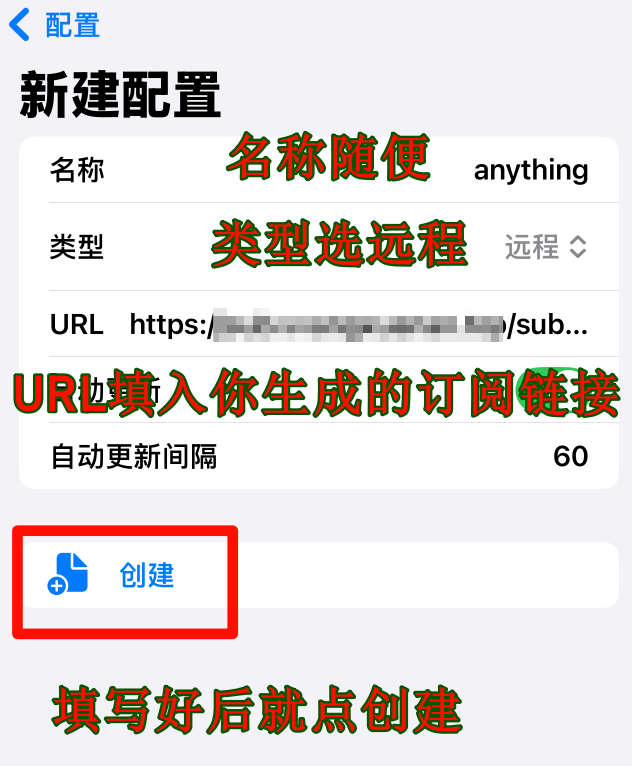 配置
新建配置
名称 名称随便 anything
类型 类型选远程 远程
URL https:/ /sub...
URL填入你生成的订阅链接
自动更新间隔 60
创建
填写好后就点创建